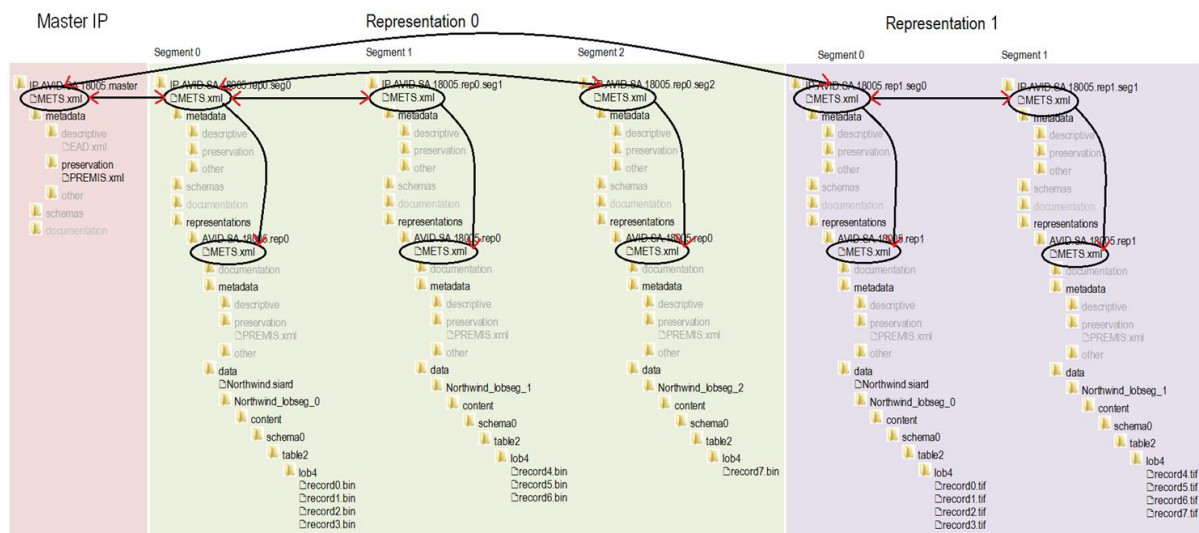 Master IP
IP.AVID.SA.18005.master
METS.xml
metadata
descriptive
EAD.xml
preservation
PREMIS.xml
other
schemas
documentation
Representation 0
Segment 0
IP.AVID.SA.18005.rep0.seg0
METS.xml
metadata
descriptive
preservation
other
schemas
documentation
representations
AVID.SA.18005.rep0
METS.xml
documentation
metadata
descriptive
preservation
PREMIS.xml
other
data
Northwind.siard
Northwind_lobseg_0
content
schema0
table2
lob4
record0.bin
record1.bin
record2.bin
record3.bin
Segment 1
IP.AVID.SA.18005.rep0.seg1
METS.xml
metadata
descriptive
preservation
other
schemas
documentation
representations
AVID.SA.18005.rep0
METS.xml
documentation
metadata
descriptive
preservation
PREMIS.xml
other
data
Northwind_lobseg_1
content
schema0
table2
lob4
record4.bin
record5.bin
record6.bin
Segment 2
IP.AVID.SA.18005.rep0.seg2
METS.xml
metadata
descriptive
preservation
other
schemas
documentation
representations
AVID.SA.18005.rep0
METS.xml
documentation
metadata
descriptive
preservation
PREMIS.xml
other
data
Northwind_lobseg_2
content
schema0
table2
lob4
record7.bin
Representation 1
Segment 0
IP.AVID.SA.18005.rep1.seg0
METS.xml
metadata
descriptive
preservation
other
schemas
documentation
representations
AVID.SA.18005.rep1
METS.xml
documentation
metadata
descriptive
preservation
PREMIS.xml
other
data
Northwind.siard
Northwind_lobseg_0
content
schema0
table2
lob4
record0.tif
record1.tif
record2.tif
record3.tif
Segment 1
IP.AVID.SA.18005.rep1.seg1
METS.xml
metadata
descriptive
preservation
other
schemas
documentation
representations
AVID.SA.18005.rep1
METS.xml
documentation
metadata
descriptive
preservation
PREMIS.xml
other
data
Northwind_lobseg_1
content
schema0
table2
lob4
record4.tif
record5.tif
record6.tif
record7.tif